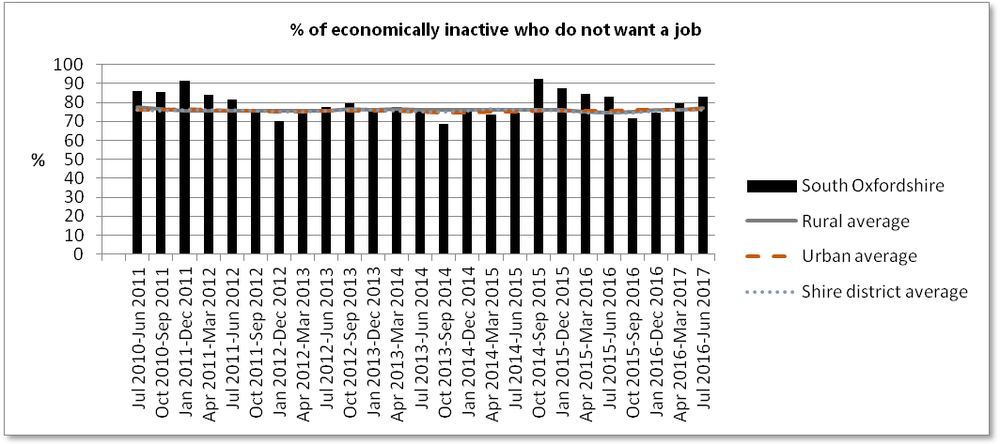 % of economically inactive who do not want a job
100
90
80
70
60
50
40
30
20
10
0
%
Jul 2010-Jun 2011
Oct 2010-Sep 2011
Jan 2011-Dec 2011
Apr 2011-Mar 2012
Jul 2011-Jun 2012
Oct 2011-Sep 2012
Jan 2012-Dec 2012
Apr 2012-Mar 2013
Jul 2012-Jun 2013
Oct 2012-Sep 2013
Jan 2013-Dec 2013
Apr 2013-Mar 2014
Jul 2013-Jun 2014
Oct 2013-Sep 2014
Jan 2014-Dec 2014
Apr 2014-Mar 2015
Jul 2014-Jun 2015
Oct 2014-Sep 2015
Jan 2015-Dec 2015
Apr 2015-Mar 2016
Jul 2015-Jun 2016
Oct 2015-Sep 2016
Jan 2016-Dec 2016
Apr 2016-Mar 2017
Jul 2016-Jun 2017
South Oxfordshire
Rural average
Urban average
Shire district average